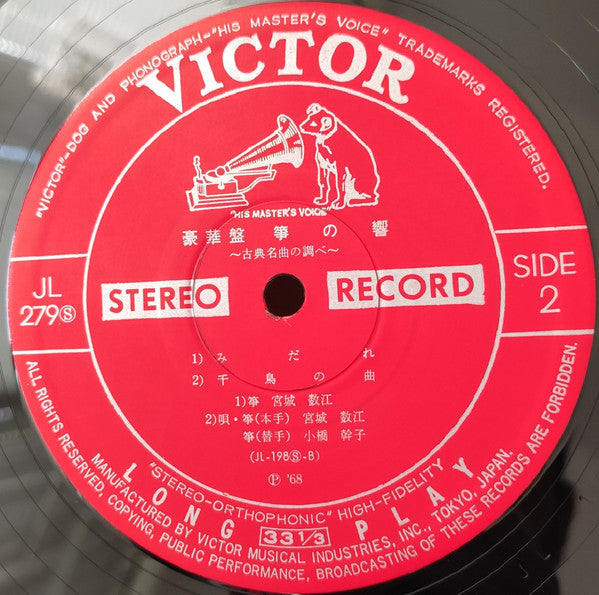 "VICTOR"–DOG AND PHONOGRAPH–"HIS MASTER'S VOICE" TRADEMARKS REGISTERED.
VICTOR
"HIS MASTER'S VOICE"
豪華盤 箏の響
〜古典名曲の調べ〜
JL
279Ⓢ
STEREO RECORD
SIDE
2
1) みだれ
2) 千鳥の曲
1)箏 宮城 数江
2)唄・箏(本手) 宮城 数江
箏(替手) 小橋 幹子
(JL-198Ⓢ-B)
Ⓟ '68
"STEREO-ORTHOPHONIC" HIGH-FIDELITY
LONG 33 1/3 PLAY
ALL RIGHTS RESERVED, COPYING, PUBLIC PERFORMANCE, BROADCASTING OF THESE RECORDS ARE FORBIDDEN.
MANUFACTURED BY VICTOR MUSICAL INDUSTRIES, INC., TOKYO, JAPAN.